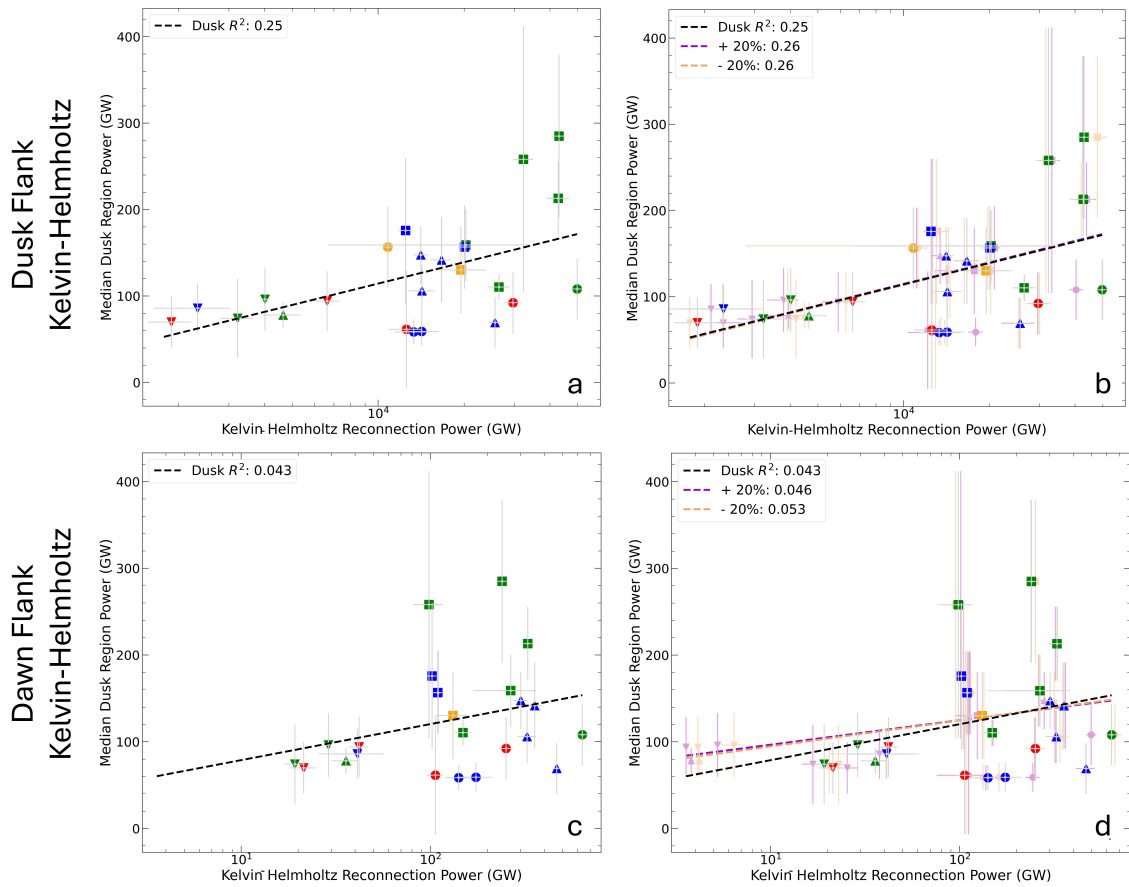 Dusk Flank
Kelvin-Helmholtz
Median Dusk Region Power (GW)
400
300
200
100
0
Dusk R²: 0.25
a
10⁴
Kelvin-Helmholtz Reconnection Power (GW)
Median Dusk Region Power (GW)
400
300
200
100
0
Dusk R²: 0.25
+ 20%: 0.26
- 20%: 0.26
b
10⁴
Kelvin-Helmholtz Reconnection Power (GW)
Dawn Flank
Kelvin-Helmholtz
Median Dusk Region Power (GW)
400
300
200
100
0
Dusk R²: 0.043
c
10¹
10²
Kelvin-Helmholtz Reconnection Power (GW)
Median Dusk Region Power (GW)
400
300
200
100
0
Dusk R²: 0.043
+ 20%: 0.046
- 20%: 0.053
d
10¹
10²
Kelvin-Helmholtz Reconnection Power (GW)